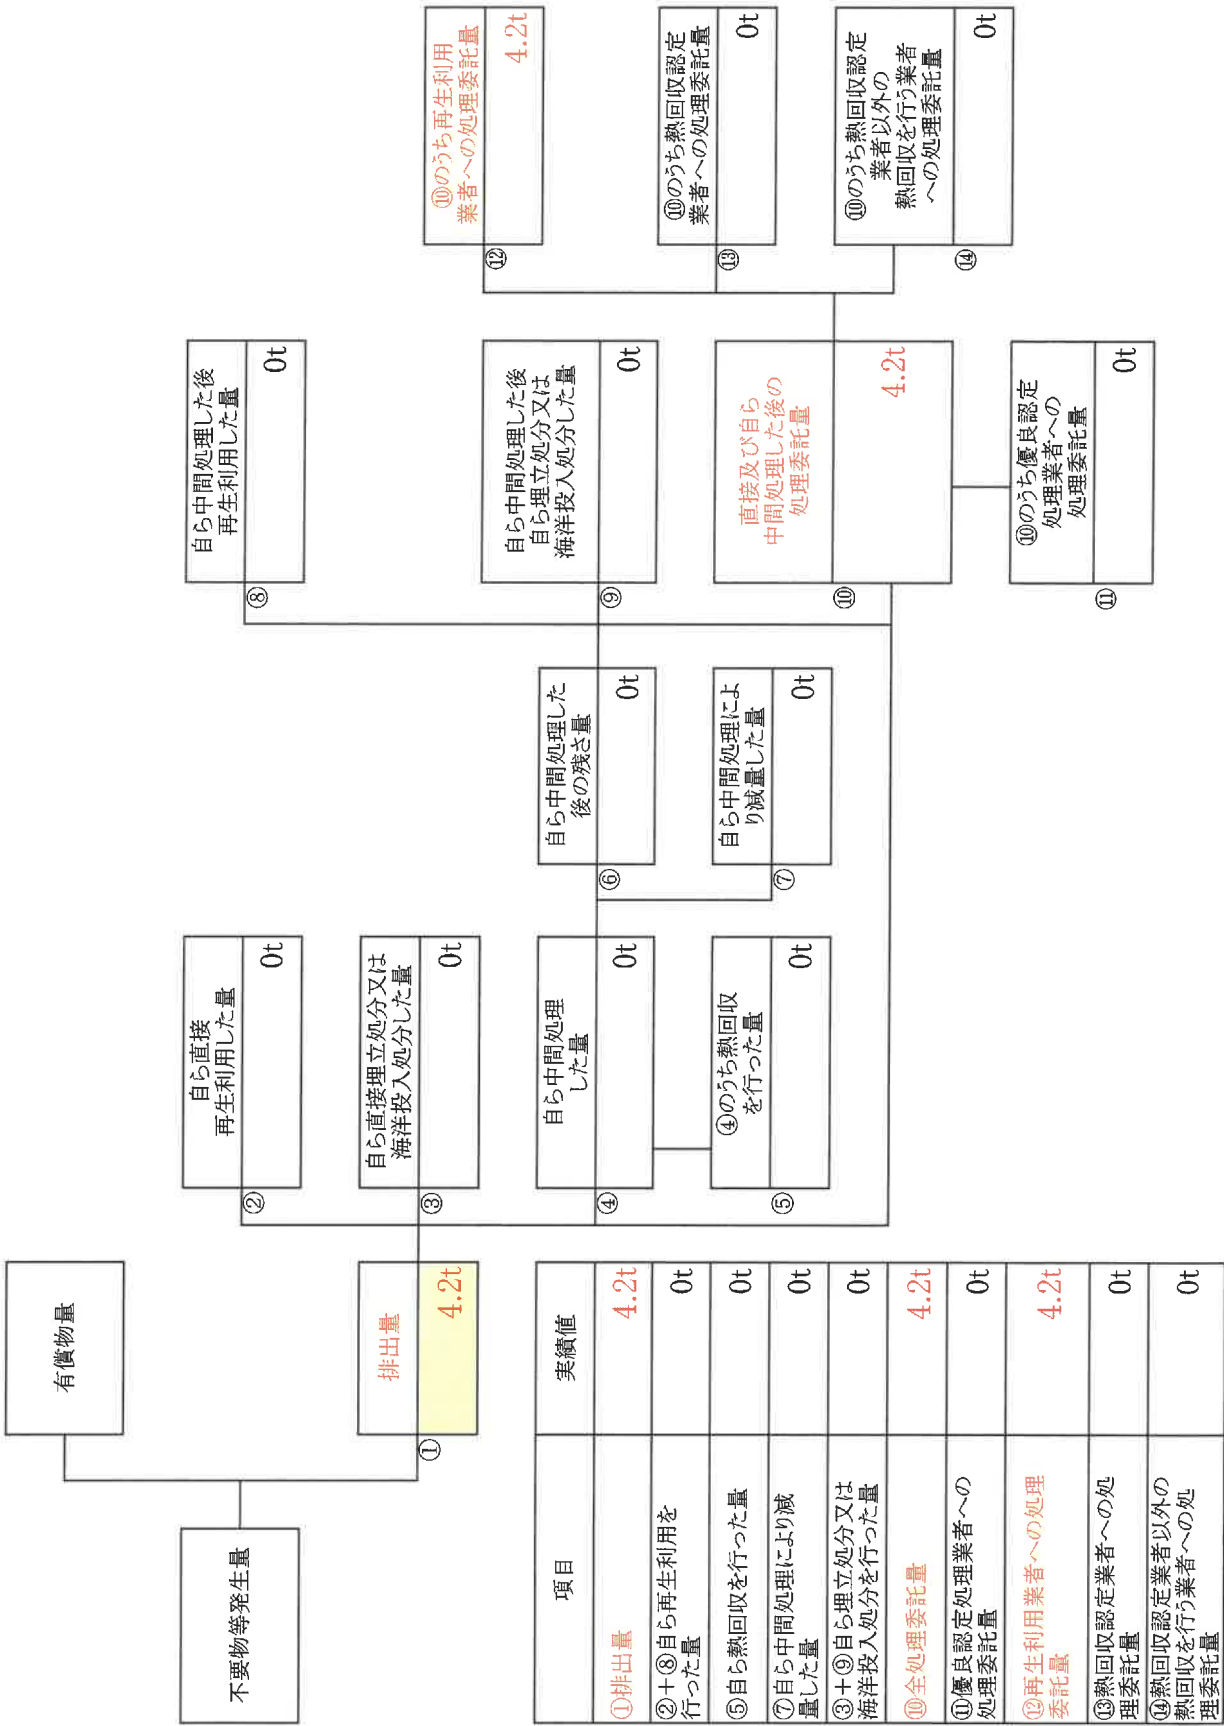 不要物等発生量
有償物量
①
排出量
4.2t
②
自ら直接
再生利用した量
0t
③
自ら直接埋立処分又は
海洋投入処分した量
0t
④
自ら中間処理
した量
0t
⑤
④のうち熱回収
を行った量
0t
⑥
自ら中間処理した
後の残さ量
0t
⑦
自ら中間処理によ
り減量した量
0t
⑧
自ら中間処理した後
再生利用した量
0t
⑨
自ら中間処理した後
自ら埋立処分又は
海洋投入処分した量
0t
⑩
直接及び自ら
中間処理した後の
処理委託量
4.2t
⑪
⑩のうち優良認定
処理業者への
処理委託量
0t
⑫
⑩のうち再生利用
業者への処理委託量
4.2t
⑬
⑩のうち熱回収認定
業者への処理委託量
0t
⑭
⑩のうち熱回収認定
業者以外の
熱回収を行う業者
への処理委託量
0t
項目
実績値
①排出量
4.2t
②+⑧自ら再生利用を
行った量
0t
⑤自ら熱回収を行った量
0t
⑦自ら中間処理により減
量した量
0t
③+⑨自ら埋立処分又は
海洋投入処分を行った量
0t
⑩全処理委託量
4.2t
⑪優良認定処理業者への
処理委託量
0t
⑫再生利用業者への処理
委託量
4.2t
⑬熱回収認定業者への処
理委託量
0t
⑭熱回収認定業者以外の
熱回収を行う業者への処
理委託量
0t